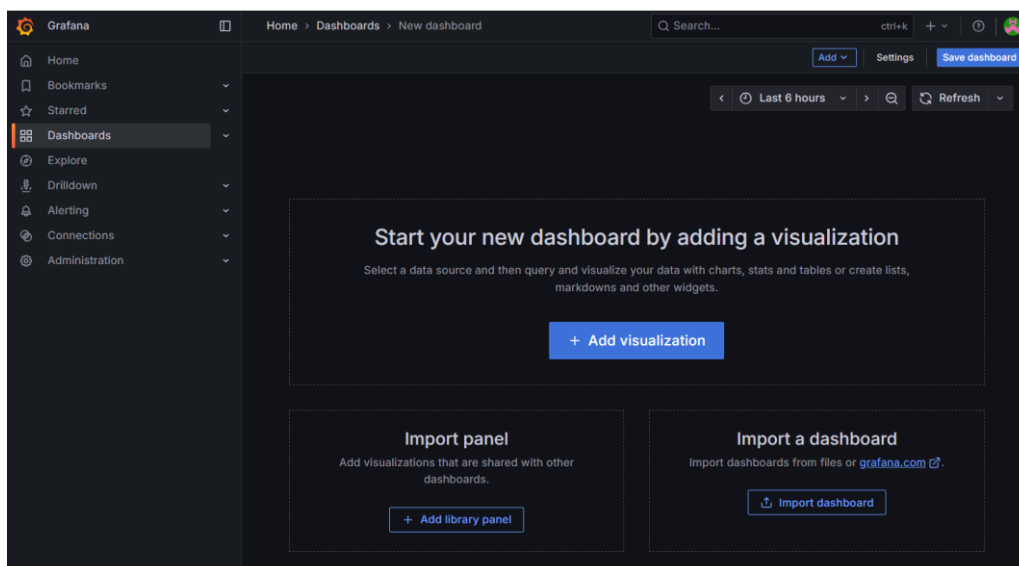 Grafana
Home > Dashboards > New dashboard
Search...
ctrl+k
Home
Bookmarks
Starred
Dashboards
Explore
Drilldown
Alerting
Connections
Administration
Add
Settings
Save dashboard
Last 6 hours
Refresh
Start your new dashboard by adding a visualization
Select a data source and then query and visualize your data with charts, stats and tables or create lists,
markdowns and other widgets.
+ Add visualization
Import panel
Add visualizations that are shared with other
dashboards.
+ Add library panel
Import a dashboard
Import dashboards from files or grafana.com.
Import dashboard